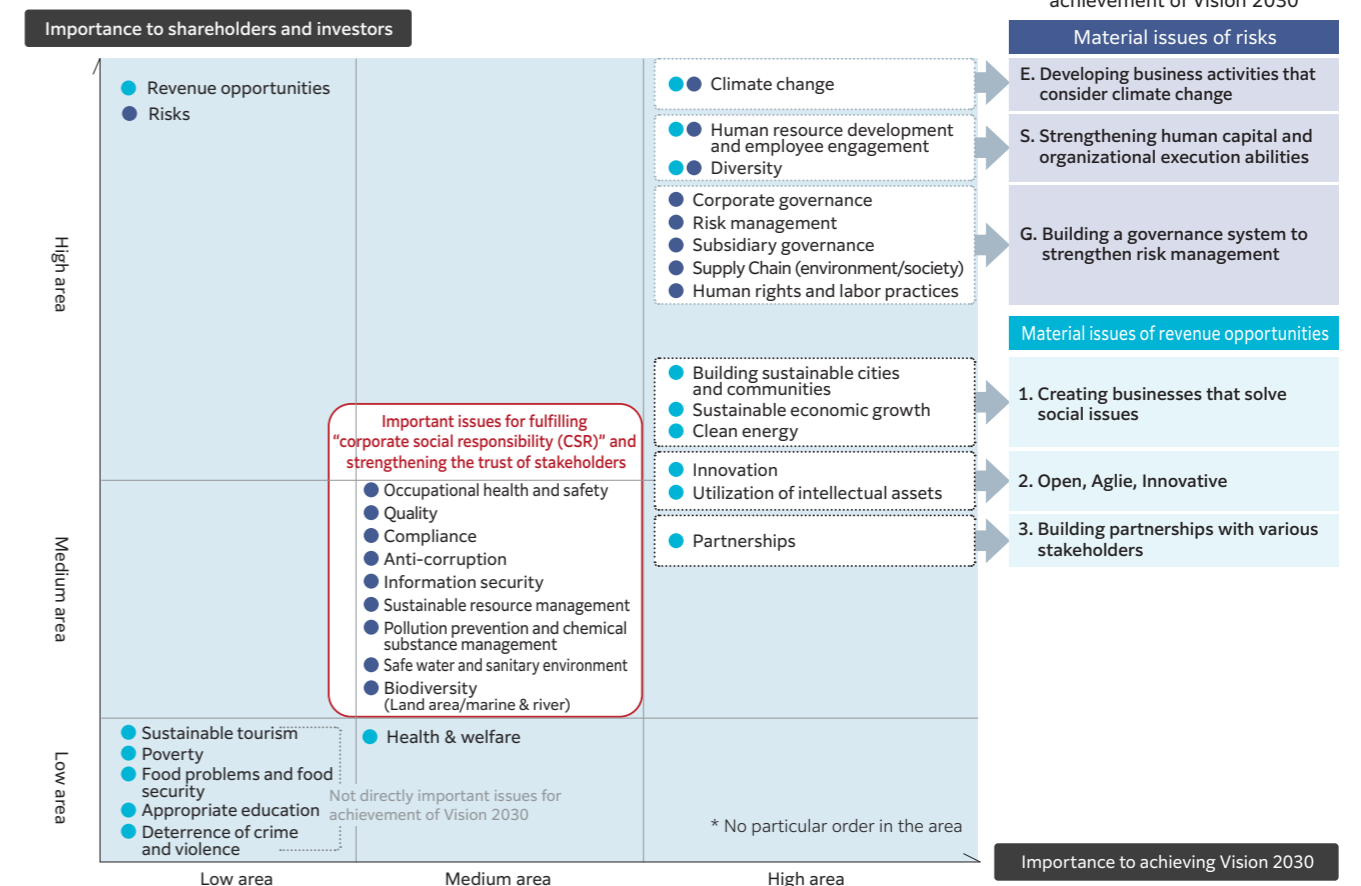 achievement of Vision 2030
Importance to shareholders and investors
Material issues of risks
Revenue opportunities
Risks
High area
Medium area
Low area
Climate change
E. Developing business activities that
consider climate change
Human resource development
and employee engagement
Diversity
S. Strengthening human capital and
organizational execution abilities
Corporate governance
Risk management
Subsidiary governance
Supply Chain (environment/society)
Human rights and labor practices
G. Building a governance system to
strengthen risk management
Material issues of revenue opportunities
Building sustainable cities
and communities
Sustainable economic growth
Clean energy
1. Creating businesses that solve
social issues
Innovation
Utilization of intellectual assets
2. Open, Aglie, Innovative
Partnerships
3. Building partnerships with various
stakeholders
Important issues for fulfilling
“corporate social responsibility (CSR)” and
strengthening the trust of stakeholders
Occupational health and safety
Quality
Compliance
Anti-corruption
Information security
Sustainable resource management
Pollution prevention and chemical
substance management
Safe water and sanitary environment
Biodiversity
(Land area/marine & river)
Sustainable tourism
Poverty
Food problems and food
security
Appropriate education
Deterrence of crime
and violence
Health & welfare
Not directly important issues for
achievement of Vision 2030
* No particular order in the area
Importance to achieving Vision 2030
Low area
Medium area
High area